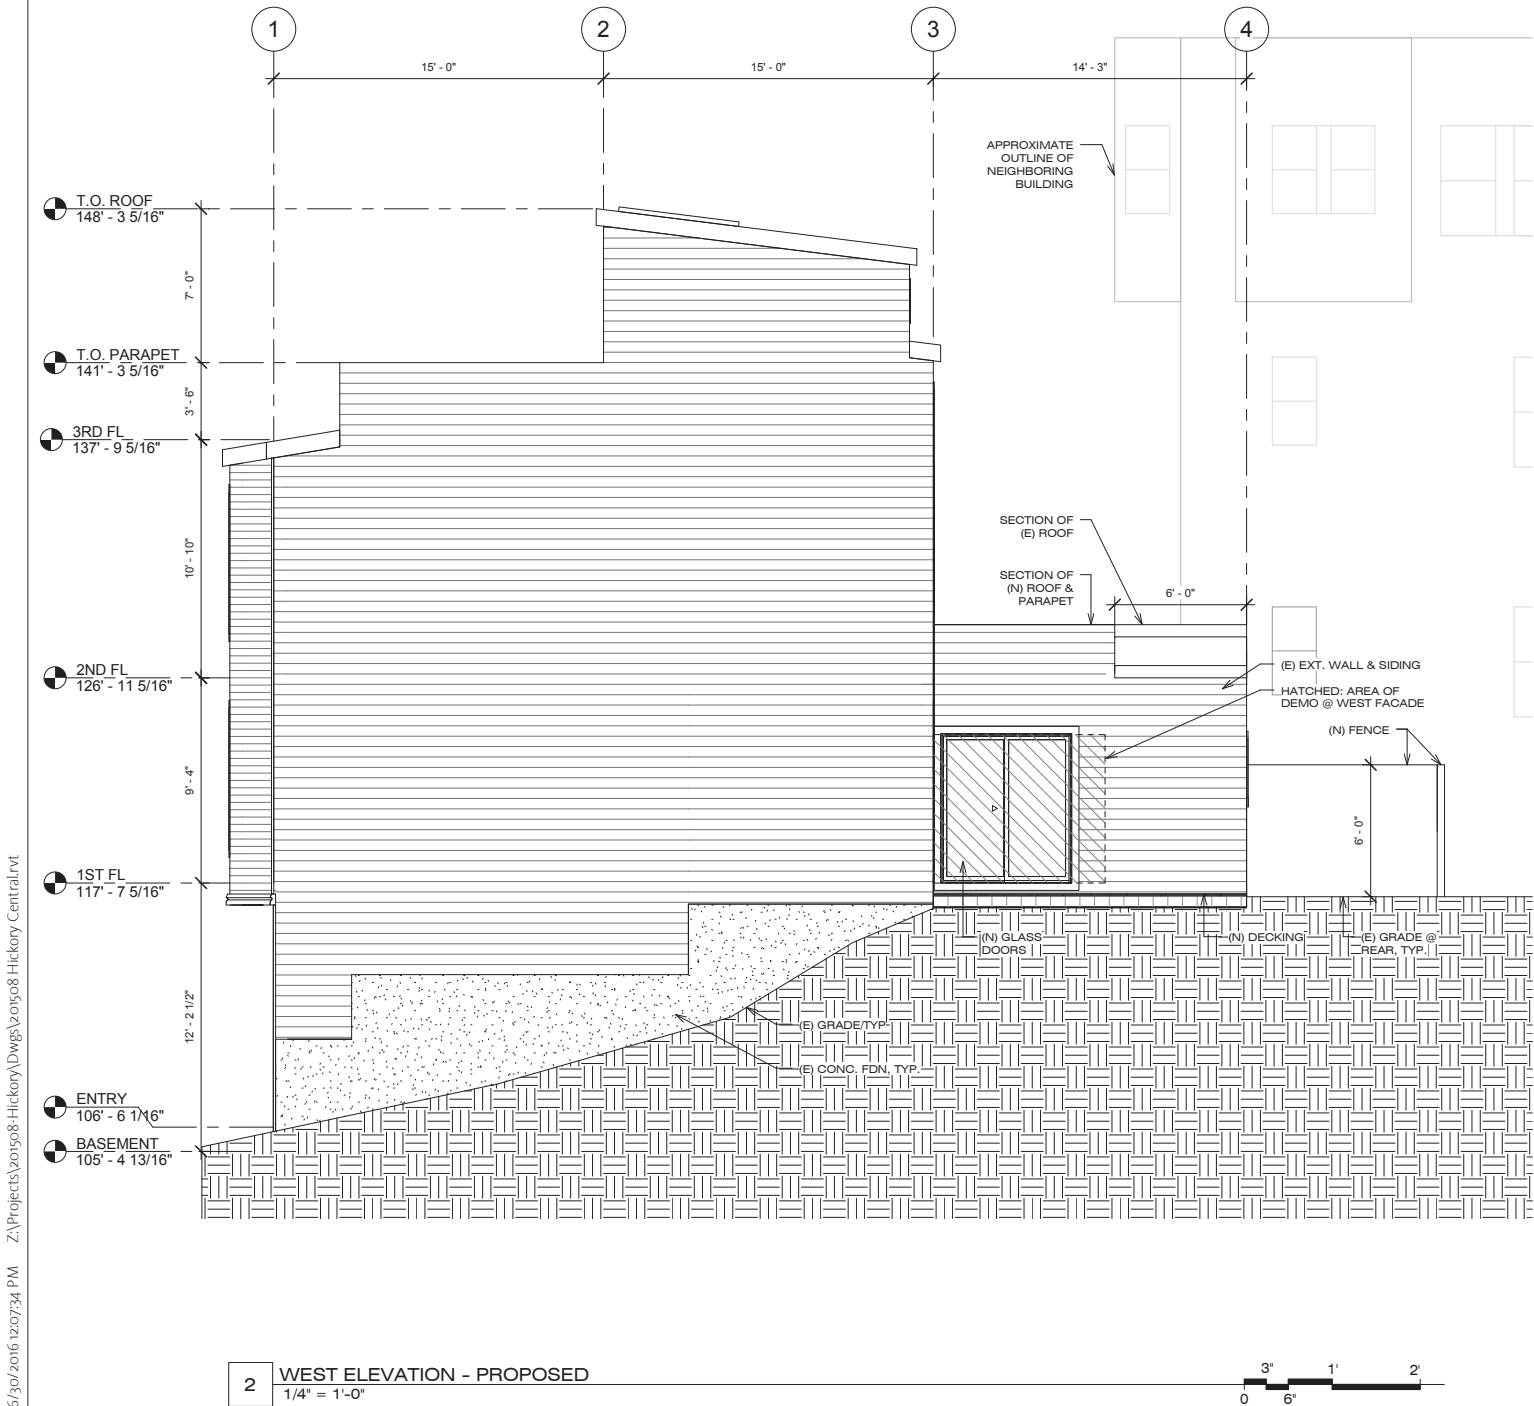 1
2
3
4
15' - 0"
15' - 0"
14' - 3"
APPROXIMATE
OUTLINE OF
NEIGHBORING
BUILDING
T.O. ROOF
148' - 3 5/16"
7' - 0"
T.O. PARAPET
141' - 3 5/16"
3' - 6"
3RD FL
137' - 9 5/16"
SECTION OF
(E) ROOF
10' - 10"
SECTION OF
(N) ROOF &
PARAPET
6' - 0"
2ND FL
126' - 11 5/16"
(E) EXT. WALL & SIDING
HATCHED: AREA OF
DEMO @ WEST FACADE
(N) FENCE
9' - 4"
6' - 0"
1ST FL
117' - 7 5/16"
(N) GLASS
DOORS
(N) DECKING
(E) GRADE @
REAR, TYP.
12' - 2 1/2"
(E) GRADE TYP
(E) CONC. FDN, TYP.
ENTRY
106' - 6 1/16"
BASEMENT
105' - 4 13/16"
6/30/2016 12:07:34 PM Z:\Projects\201508-Hickory\Dwgs\201508 Hickory Central.rvt
2
WEST ELEVATION - PROPOSED
1/4" = 1'-0"
3" 1' 2'
0 6"